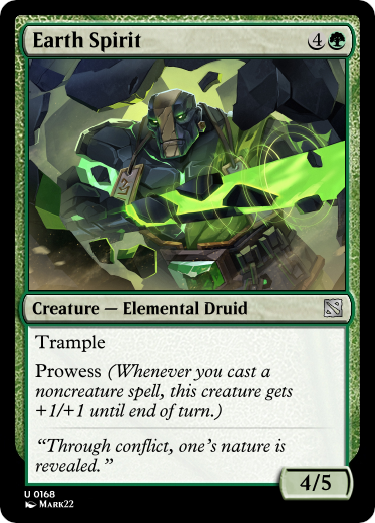 Earth Spirit 4
Creature — Elemental Druid
Trample
Prowess (Whenever you cast a
noncreature spell, this creature gets
+1/+1 until end of turn.)
“Through conflict, one’s nature is
revealed.”
4/5
U 0168
Mark22